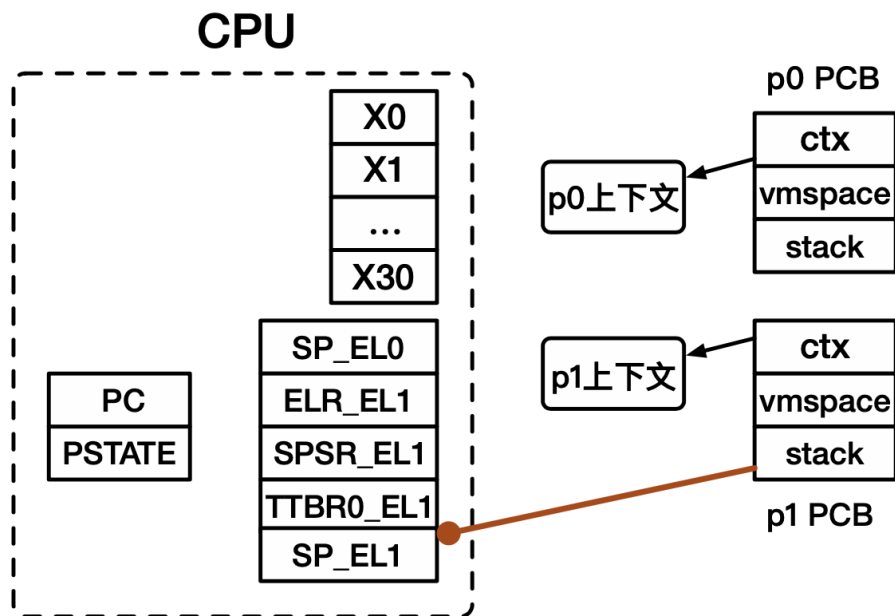 CPU
X0
X1
...
X30
SP_EL0
ELR_EL1
SPSR_EL1
TTBR0_EL1
SP_EL1
PC
PSTATE
p0上下文
p0 PCB
ctx
vmspace
stack
p1上下文
ctx
vmspace
stack
p1 PCB